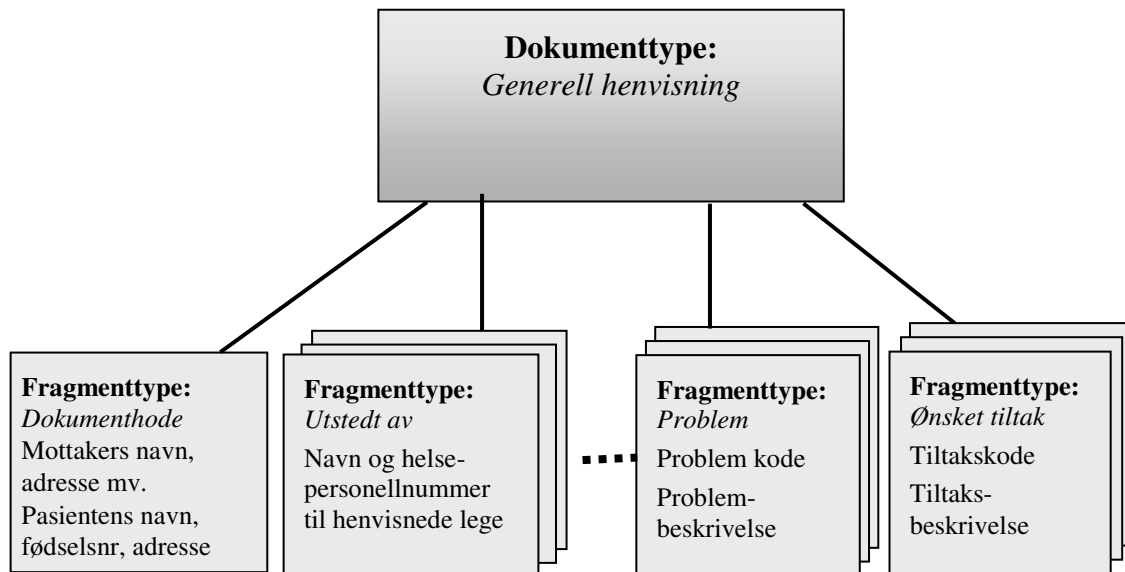 Dokumenttype:
Generell henvisning
Fragmenttype:
Dokumenthode
Mottakers navn,
adresse mv.
Pasientens navn,
fødselsnr, adresse
Fragmenttype:
Utstedt av
Navn og helse-
personellnummer
til henvisnede lege
Fragmenttype:
Problem
Problem kode
Problem-
beskrivelse
Fragmenttype:
Ønsket tiltak
Tiltakskode
Tiltaks-
beskrivelse